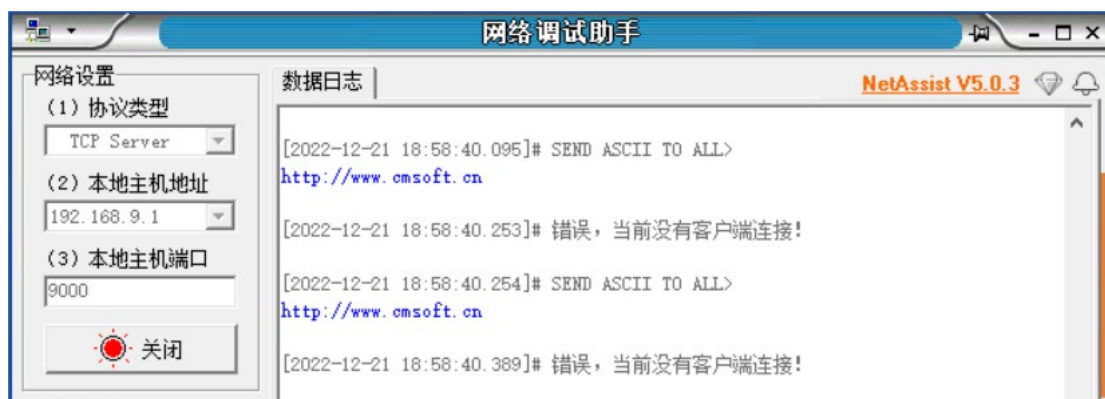 网络调试助手
网络设置
(1) 协议类型
TCP Server
(2) 本地主机地址
192.168.9.1
(3) 本地主机端口
9000
关闭
数据日志
NetAssist V5.0.3
[2022-12-21 18:58:40.095]# SEND ASCII TO ALL>
http://www.cmsoft.cn
[2022-12-21 18:58:40.253]# 错误，当前没有客户端连接!
[2022-12-21 18:58:40.254]# SEND ASCII TO ALL>
http://www.cmsoft.cn
[2022-12-21 18:58:40.389]# 错误，当前没有客户端连接!